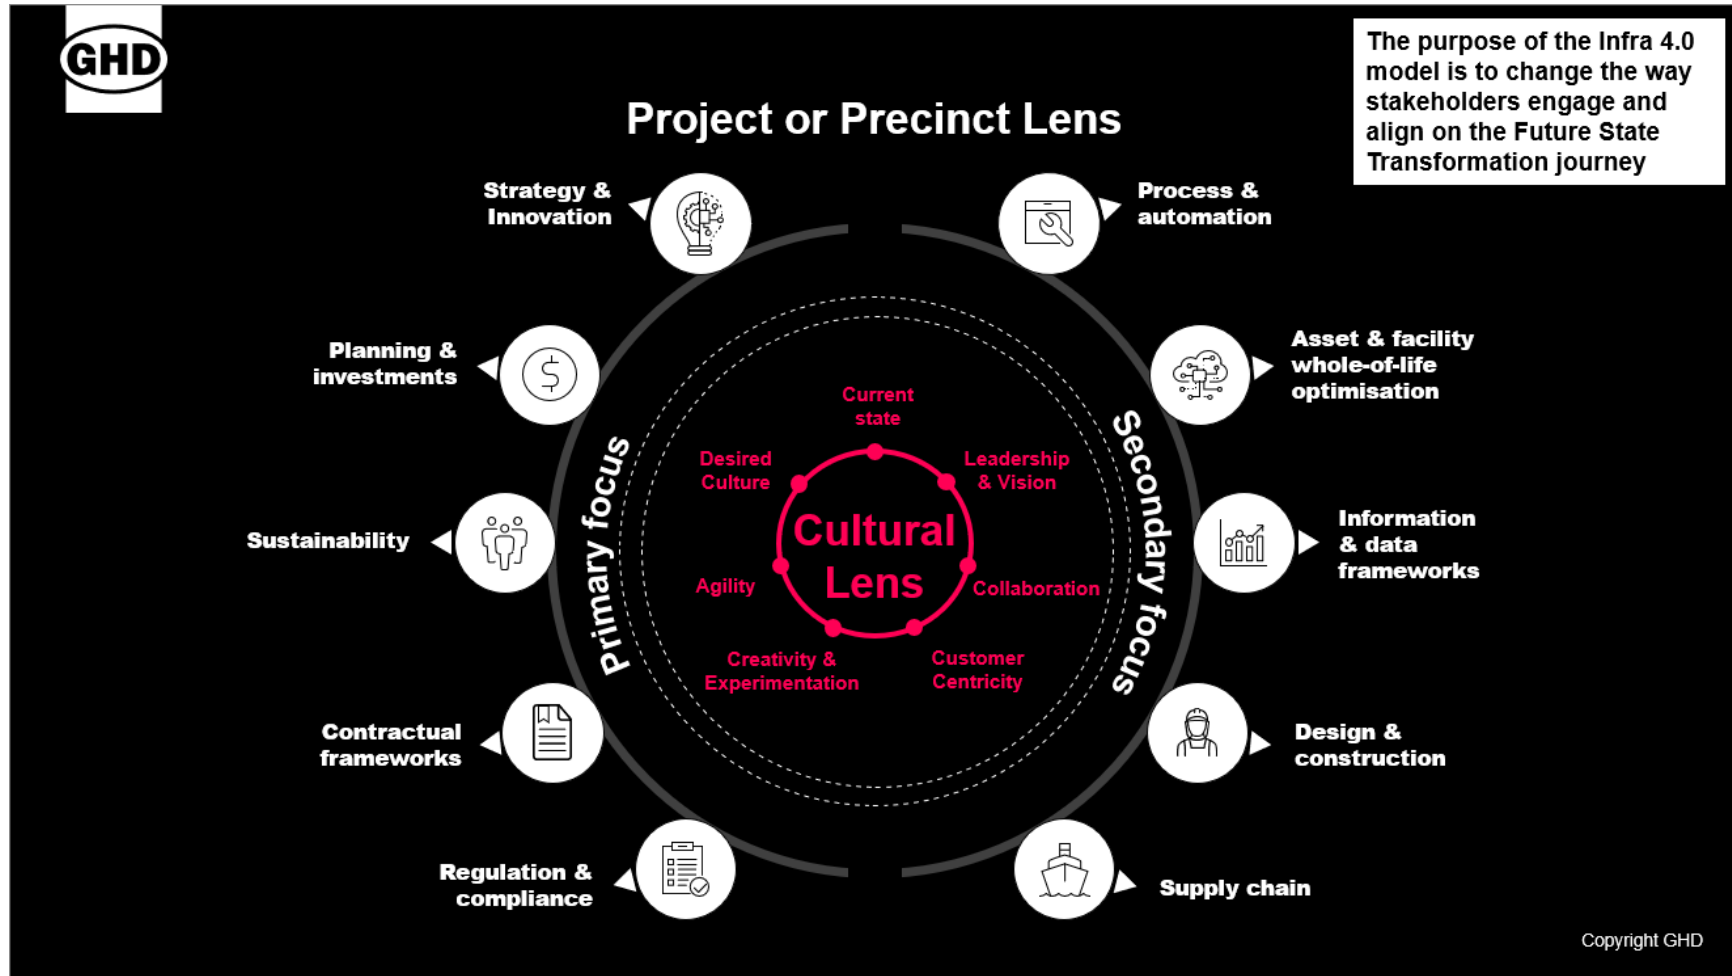 GHD
The purpose of the Infra 4.0
model is to change the way
stakeholders engage and
align on the Future State
Transformation journey
Project or Precinct Lens
Strategy &
Innovation
Planning &
investments
Sustainability
Contractual
frameworks
Regulation &
compliance
Primary focus
Current
state
Leadership
& Vision
Collaboration
Customer
Centricity
Creativity &
Experimentation
Agility
Desired
Culture
Cultural
Lens
Secondary focus
Process &
automation
Asset & facility
whole-of-life
optimisation
Information
& data
frameworks
Design &
construction
Supply chain
Copyright GHD